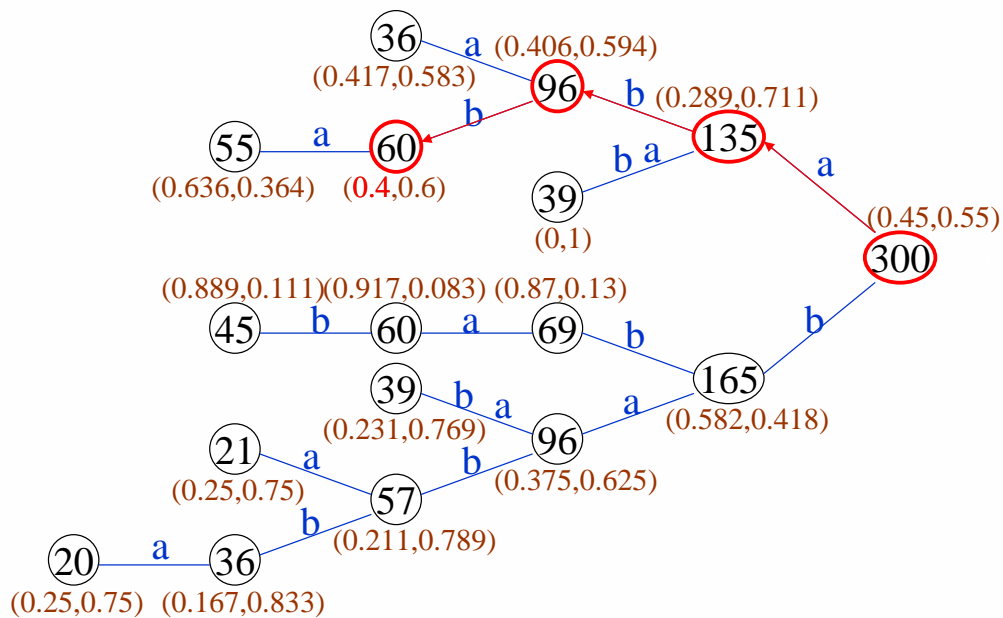 36 a (0.406,0.594)
(0.417,0.583) 96 b (0.289,0.711)
55 a 60 b 135 a
(0.636,0.364) (0.4,0.6) b a
39 (0.45,0.55)
(0,1) 300
(0.889,0.111) (0.917,0.083) (0.87,0.13)
45 b 60 a 69 b b
39 b a a 165
(0.231,0.769) 96 (0.582,0.418)
21 a b (0.375,0.625)
(0.25,0.75) 57
b (0.211,0.789)
20 a 36
(0.25,0.75) (0.167,0.833)